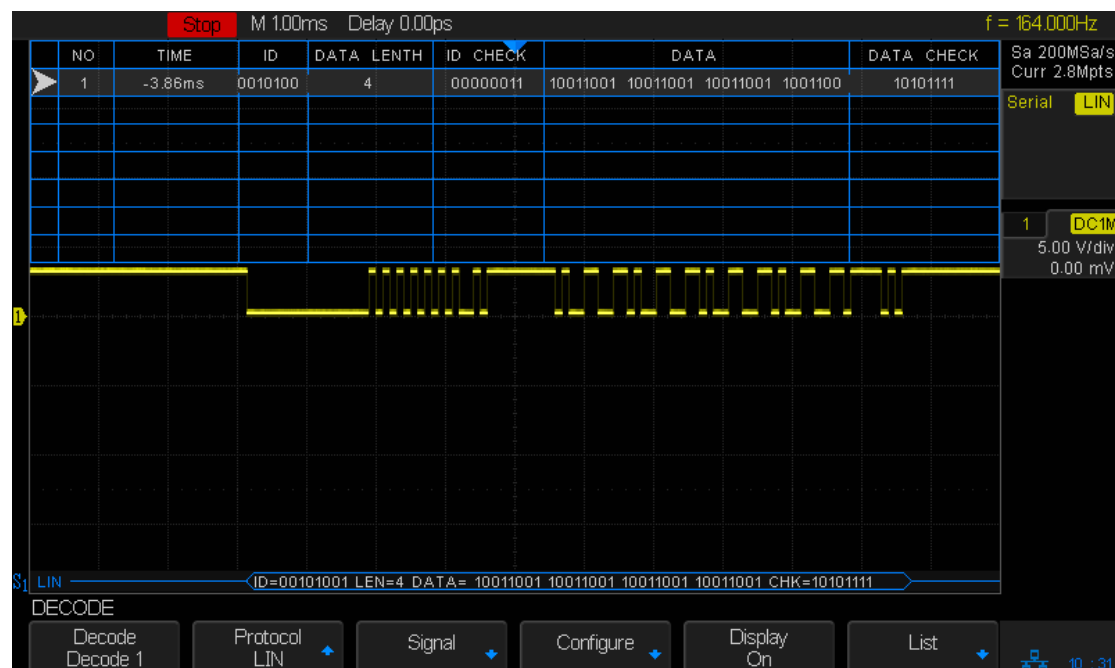 Stop M 1.00ms Delay 0.00ps f = 164.000Hz
Sa 200MSa/s
Curr 2.8Mpts
NO TIME ID DATA LENTH ID CHECK DATA DATA CHECK
1 -3.86ms 0010100 4 00000011 10011001 10011001 10011001 1001100 10101111
Serial LIN
1 DC1M
5.00 V/div
0.00 mV
1
S1 LIN ID=00101001 LEN=4 DATA= 10011001 10011001 10011001 10011001 CHK=10101111
DECODE
Decode
Decode 1
Protocol
LIN
Signal
Configure
Display
On
List